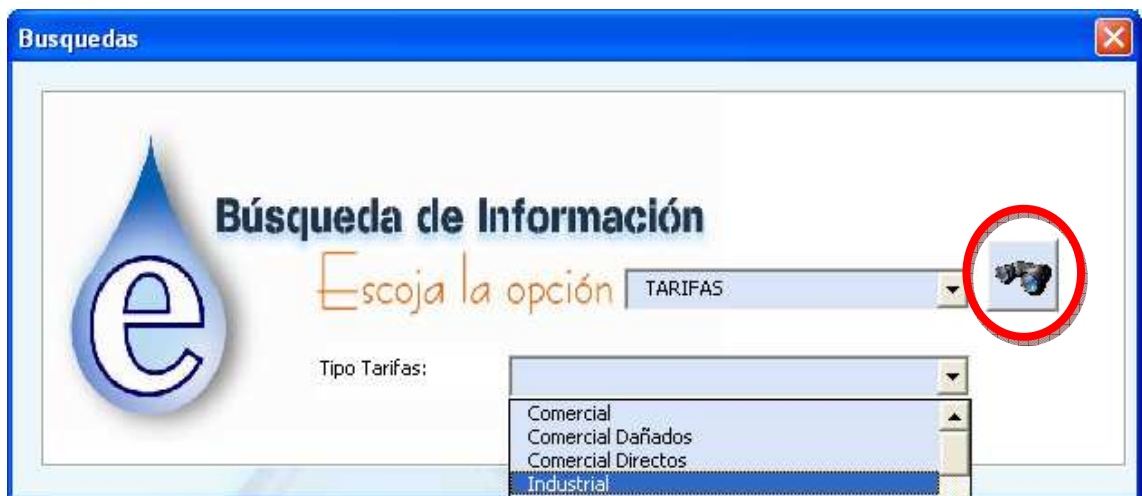 Busquedas
Búsqueda de Información
Escoja la opción TARIFAS
Tipo Tarifas:
Comercial
Comercial Dañados
Comercial Directos
Industrial
e